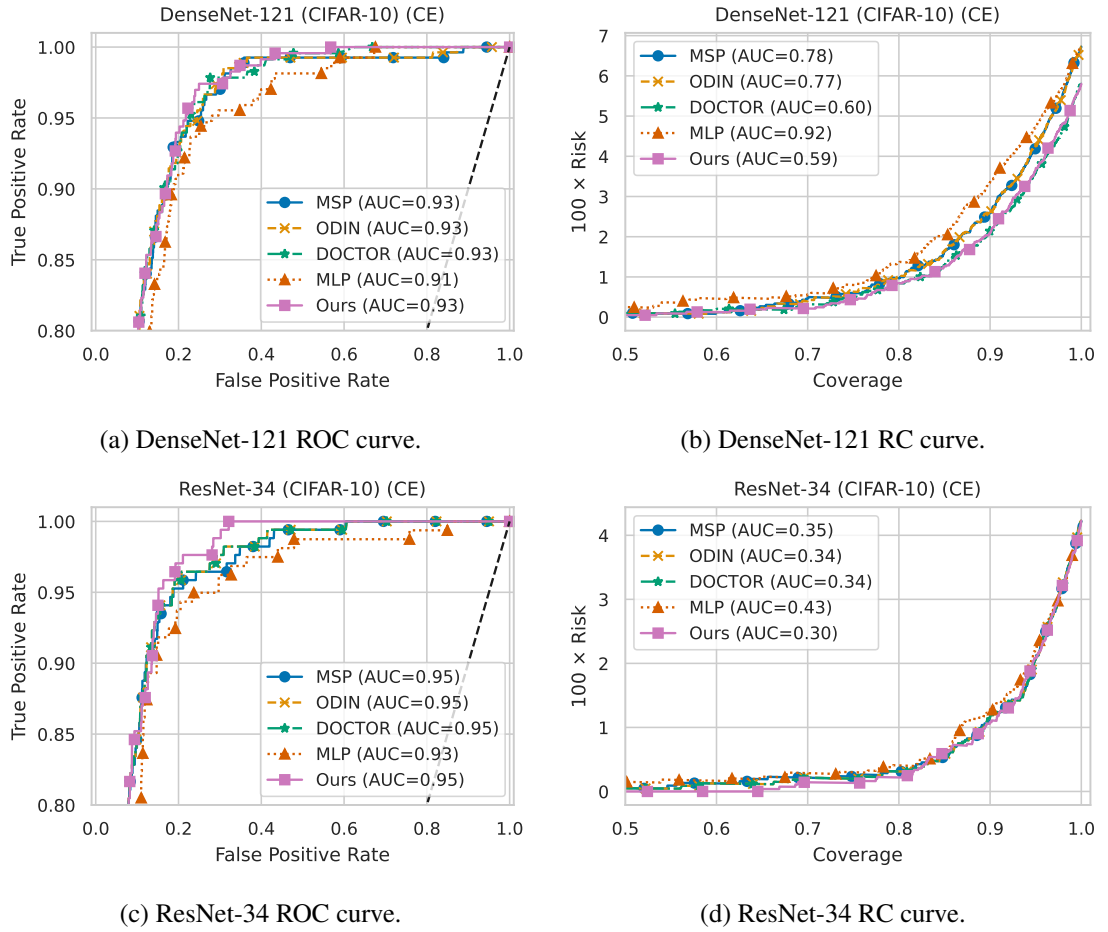 DenseNet-121 (CIFAR-10) (CE)
True Positive Rate
1.00
0.95
0.90
0.85
0.80
MSP (AUC=0.93)
ODIN (AUC=0.93)
DOCTOR (AUC=0.93)
MLP (AUC=0.91)
Ours (AUC=0.93)
0.0 0.2 0.4 0.6 0.8 1.0
False Positive Rate
(a) DenseNet-121 ROC curve.
DenseNet-121 (CIFAR-10) (CE)
100 × Risk
7
6
5
4
3
2
1
0
MSP (AUC=0.78)
ODIN (AUC=0.77)
DOCTOR (AUC=0.60)
MLP (AUC=0.92)
Ours (AUC=0.59)
0.5 0.6 0.7 0.8 0.9 1.0
Coverage
(b) DenseNet-121 RC curve.
ResNet-34 (CIFAR-10) (CE)
True Positive Rate
1.00
0.95
0.90
0.85
0.80
MSP (AUC=0.95)
ODIN (AUC=0.95)
DOCTOR (AUC=0.95)
MLP (AUC=0.93)
Ours (AUC=0.95)
0.0 0.2 0.4 0.6 0.8 1.0
False Positive Rate
(c) ResNet-34 ROC curve.
ResNet-34 (CIFAR-10) (CE)
100 × Risk
4
3
2
1
0
MSP (AUC=0.35)
ODIN (AUC=0.34)
DOCTOR (AUC=0.34)
MLP (AUC=0.43)
Ours (AUC=0.30)
0.5 0.6 0.7 0.8 0.9 1.0
Coverage
(d) ResNet-34 RC curve.